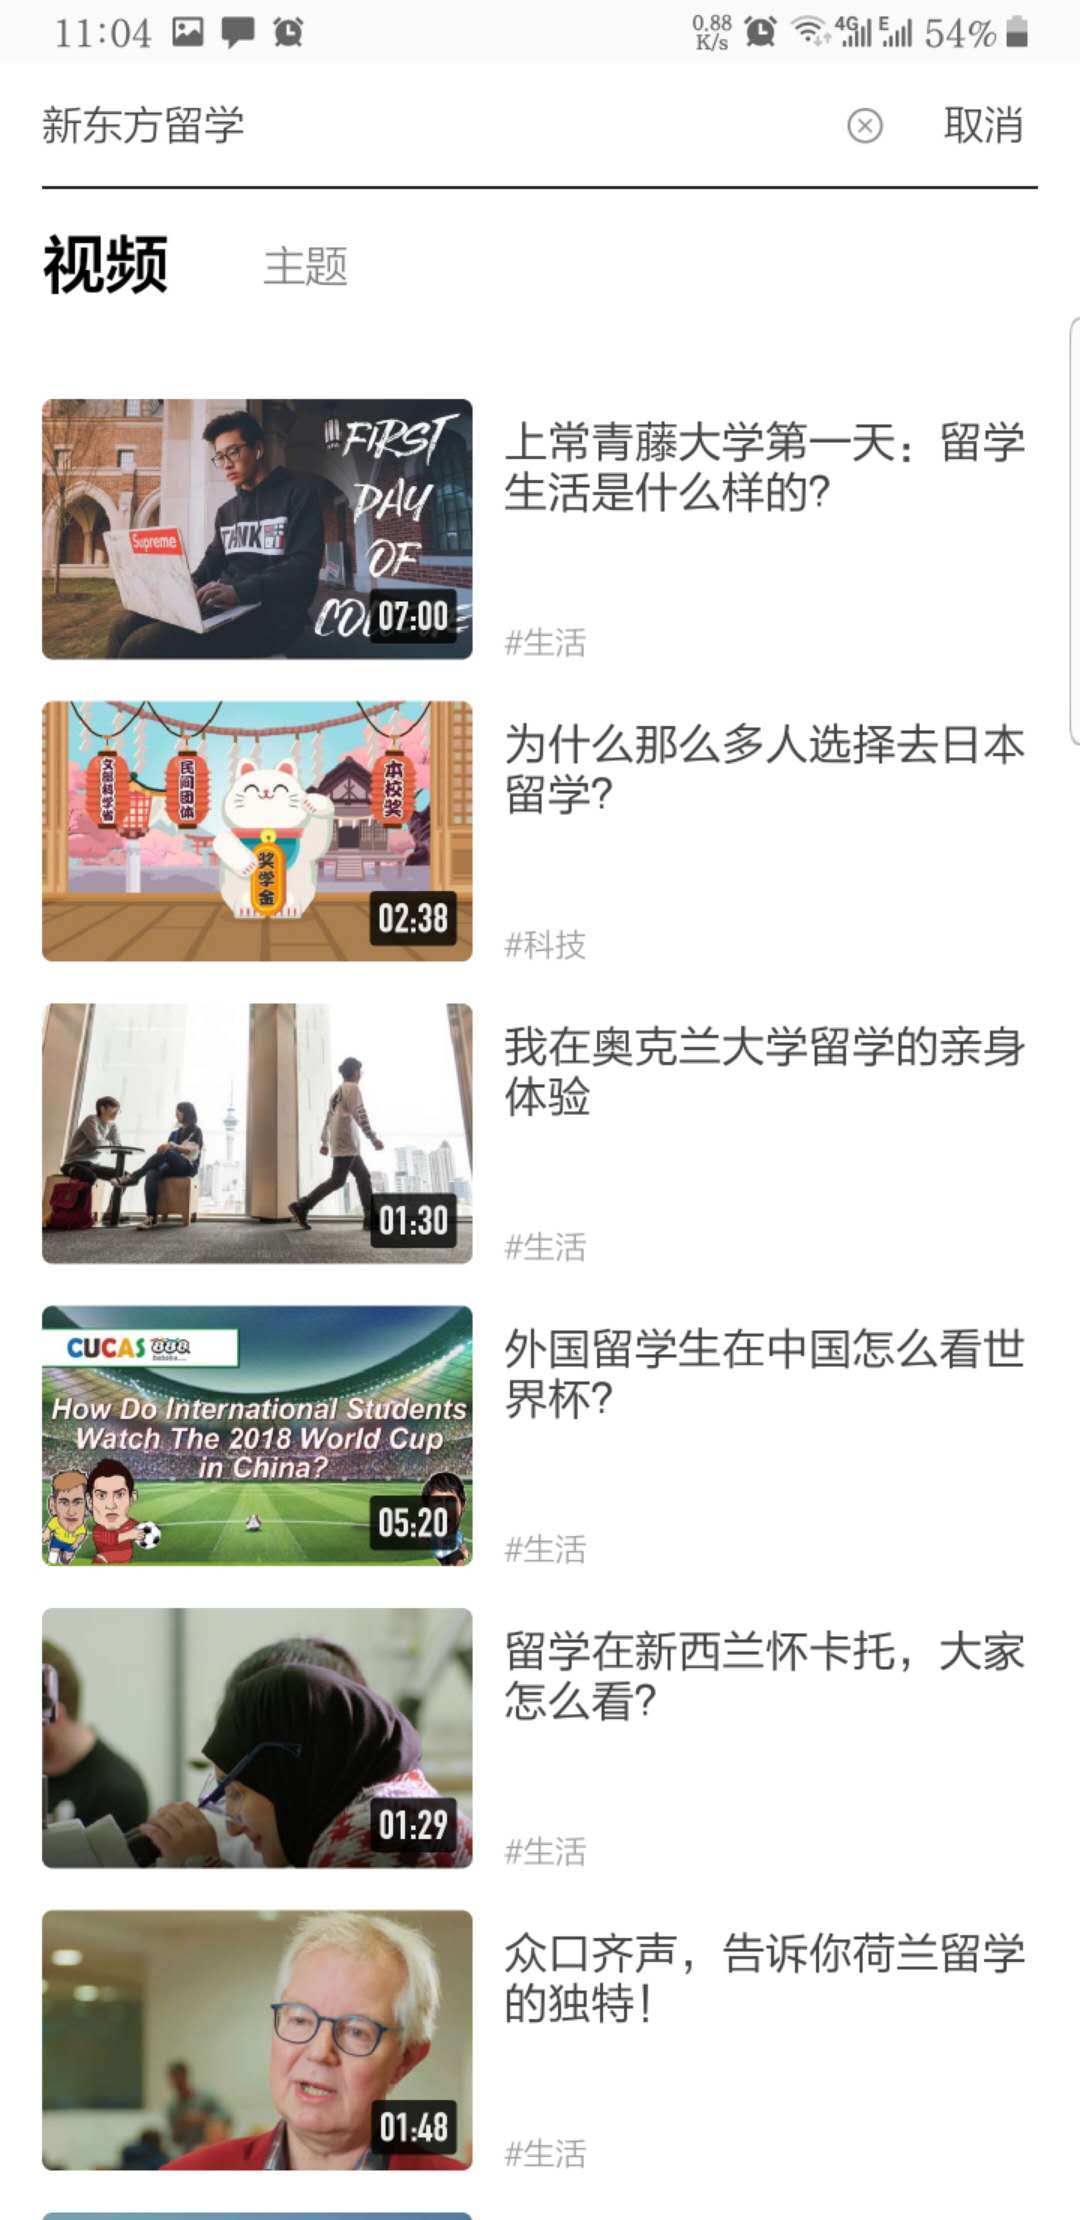 11:04
0.88
K/s
4G
E
54%
新东方留学
取消
视频
主题
FIRST
DAY
OF
Supreme
TANK
07:00
上常青藤大学第一天：留学
生活是什么样的?
#生活
文部科学省
民间团体
本校奖
奖学金
02:38
为什么那么多人选择去日本
留学?
#科技
01:30
我在奥克兰大学留学的亲身
体验
#生活
CUCAS
How Do International Students
Watch The 2018 World Cup
in China?
05:20
外国留学生在中国怎么看世
界杯?
#生活
01:29
留学在新西兰怀卡托，大家
怎么看?
#生活
01:48
众口齐声，告诉你荷兰留学
的独特！
#生活